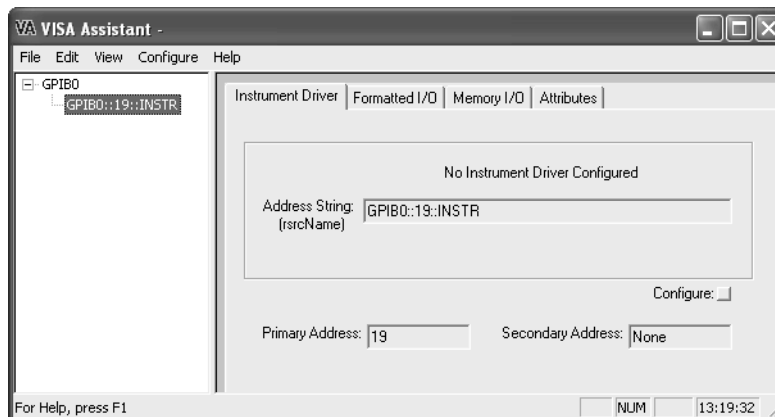 VA VISA Assistant -
File Edit View Configure Help
GPIB0
GPIB0::19::INSTR
Instrument Driver Formatted I/O Memory I/O Attributes
No Instrument Driver Configured
Address String: GPIB0::19::INSTR
(rsrcName)
Configure:
Primary Address: 19 Secondary Address: None
For Help, press F1 NUM 13:19:32